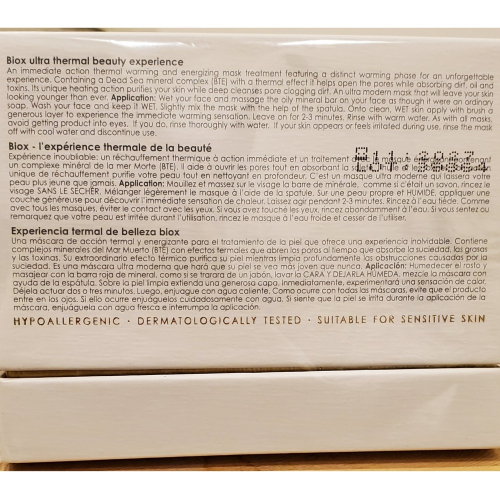 Biox ultra thermal beauty experience
An immediate action thermal warming and energizing mask treatment featuring a distinct warming phase for an unforgettable
experience. Containing a Dead Sea mineral complex (BTE) with a thermal effect it helps open the pores while absorbing dirt, oil and
toxins. Its unique heating action purifies your skin while deep cleanses pore clogging dirt. An ultra modern mask that will leave your skin
looking younger than ever. Application: Wet your face and massage the oily mineral bar on your face as though it were an ordinary
soap. Wash your face and keep it WET. Slightly mix the mask with the help of the spatula. Onto clean, WET skin apply with brush a
generous layer to experience the immediate warming sensation. Leave on for 2-3 minutes. Rinse with warm water. As with all masks,
avoid getting product into eyes. If you do, rinse thoroughly with water. If your skin appears or feels irritated during use, rinse the mask
off with cool water and discontinue use.
Biox - l'expérience thermale de la beauté
Expérience inoubliable: un réchauffement thermique à action immédiate et un traitement
un complexe minéral de la mer Morte (BTE). Il aide à ouvrir les pores tout en absorbant la
unique de réchauffement purifie votre peau tout en nettoyant en profondeur. C'est un masque ultra moderne qui laissera votre
peau plus jeune que jamais. Application: Mouillez et massez sur le visage la barre de minérale, comme si c'était un savon, rincez le
visage SANS LE SÉCHER. Mélanger légèrement le masque à l'aide de la spatule. Sur une peau propre et HUMIDE, appliquer une
couche généreuse pour découvrir l'immédiate sensation de chaleur. Laissez agir pendant 2-3 minutes. Rincez à l'eau tiède. Comme
avec tous les masques, éviter le contact avec les yeux. Si vous avez touché les yeux, rincez abondamment à l'eau. Si vous sentez ou
remarquez que votre peau est irritée durant l'utilisation, rincez le masque à l'eau froide et cesser de l'utiliser.
Experiencia termal de belleza biox
Una máscara de acción termal y energizante para el tratamiento de la piel que ofrece una experiencia inolvidable. Contiene
complejos minerales del Mar Muerto (BTE) con efectos termales que abren los poros al tiempo que absorbe la suciedad, las grasas
y las toxinas. Su extraordinario efecto térmico purifica su piel mientras limpia profundamente las obstrucciones causadas por la
suciedad. Es una máscara ultra moderna que hará que su piel se vea más joven que nunca. Aplicación: Humedecer el rostro y
masajear con la barra roja de mineral, como si se tratara de un jabón, lavar la CARA Y DEJARLA HÚMEDA, mezcle la máscara con
ayuda de la espátula. Sobre la piel limpia extienda una generosa capa. Inmediatamente, experimentará una sensación de calor.
Déjela actuar dos o tres minutos. Luego, enjuague con agua caliente. Como ocurre con todas las máscaras, evite que el producto
entre en los ojos. Si ello ocurre enjuáguelos cuidadosamente con agua. Si siente que la piel se irrita durante la aplicación de la
máscara, enjuáguela con agua fresca e interrumpa la aplicación.
HYPOALLERGENIC · DERMATOLOGICALLY TESTED · SUITABLE FOR SENSITIVE SKIN